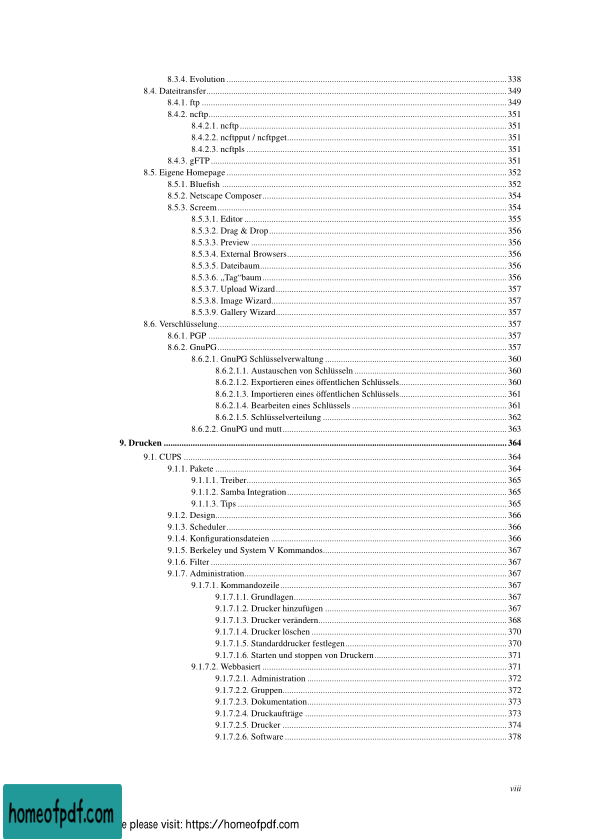 8.3.4. Evolution ........ 338
8.4. Dateitransfer ........ 349
8.4.1. ftp ........ 349
8.4.2. ncftp ........ 351
8.4.2.1. ncftp ........ 351
8.4.2.2. ncftpput / ncftpget ........ 351
8.4.2.3. ncftpls ........ 351
8.4.3. gFTP ........ 351
8.5. Eigene Homepage ........ 352
8.5.1. Bluefish ........ 352
8.5.2. Netscape Composer ........ 354
8.5.3. Screem ........ 354
8.5.3.1. Editor ........ 355
8.5.3.2. Drag & Drop ........ 356
8.5.3.3. Preview ........ 356
8.5.3.4. External Browsers ........ 356
8.5.3.5. Dateibaum ........ 356
8.5.3.6. „Tag“baum ........ 356
8.5.3.7. Upload Wizard ........ 357
8.5.3.8. Image Wizard ........ 357
8.5.3.9. Gallery Wizard ........ 357
8.6. Verschlüsselung ........ 357
8.6.1. PGP ........ 357
8.6.2. GnuPG ........ 357
8.6.2.1. GnuPG Schlüsselverwaltung ........ 360
8.6.2.1.1. Austauschen von Schlüsseln ........ 360
8.6.2.1.2. Exportieren eines öffentlichen Schlüssels ........ 360
8.6.2.1.3. Importieren eines öffentlichen Schlüssels ........ 361
8.6.2.1.4. Bearbeiten eines Schlüssels ........ 361
8.6.2.1.5. Schlüsselverteilung ........ 362
8.6.2.2. GnuPG und mutt ........ 363
9. Drucken ........ 364
9.1. CUPS ........ 364
9.1.1. Pakete ........ 364
9.1.1.1. Treiber ........ 365
9.1.1.2. Samba Integration ........ 365
9.1.1.3. Tips ........ 365
9.1.2. Design ........ 366
9.1.3. Scheduler ........ 366
9.1.4. Konfigurationsdateien ........ 366
9.1.5. Berkeley und System V Kommandos ........ 367
9.1.6. Filter ........ 367
9.1.7. Administration ........ 367
9.1.7.1. Kommandozeile ........ 367
9.1.7.1.1. Grundlagen ........ 367
9.1.7.1.2. Drucker hinzufügen ........ 367
9.1.7.1.3. Drucker verändern ........ 368
9.1.7.1.4. Drucker löschen ........ 370
9.1.7.1.5. Standarddrucker festlegen ........ 370
9.1.7.1.6. Starten und stoppen von Druckern ........ 371
9.1.7.2. Webbasiert ........ 371
9.1.7.2.1. Administration ........ 372
9.1.7.2.2. Gruppen ........ 372
9.1.7.2.3. Dokumentation ........ 373
9.1.7.2.4. Druckaufträge ........ 373
9.1.7.2.5. Drucker ........ 374
9.1.7.2.6. Software ........ 378
viii
homeofpdf.com
e please visit: https://homeofpdf.com